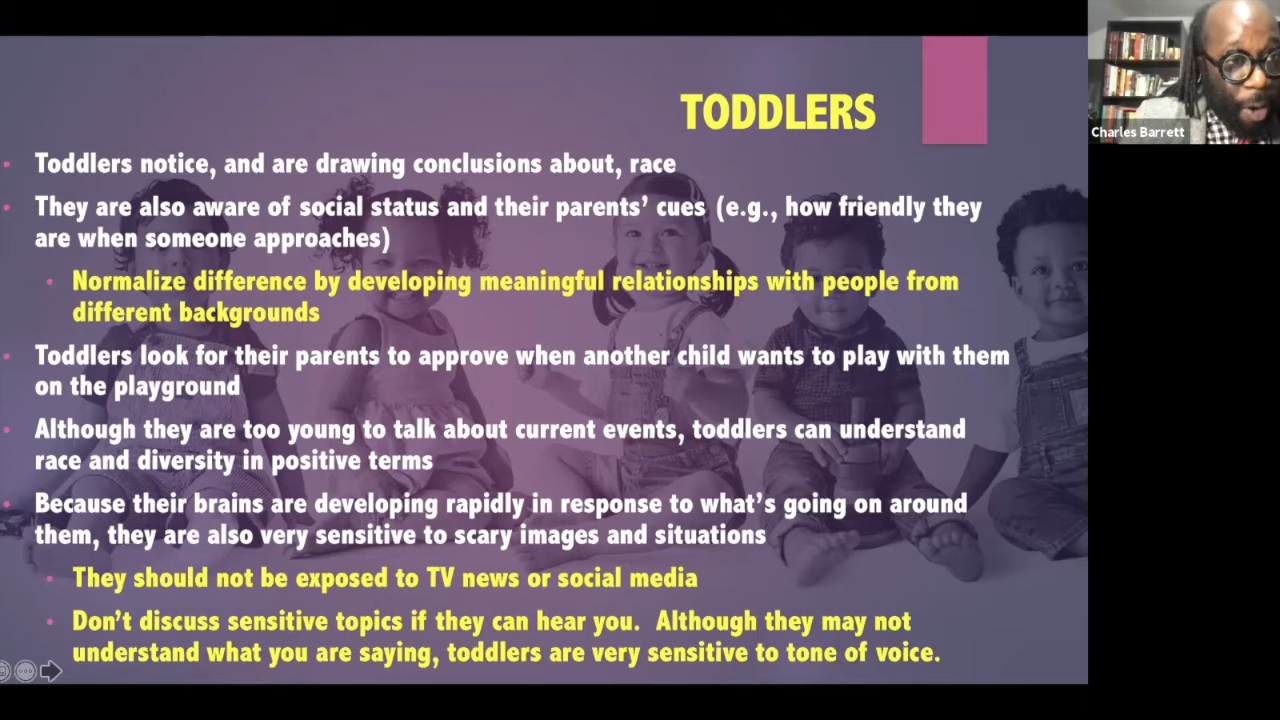 TODDLERS
Charles Barrett
• Toddlers notice, and are drawing conclusions about, race
• They are also aware of social status and their parents’ cues (e.g., how friendly they
are when someone approaches)
• Normalize difference by developing meaningful relationships with people from
different backgrounds
• Toddlers look for their parents to approve when another child wants to play with them
on the playground
• Although they are too young to talk about current events, toddlers can understand
race and diversity in positive terms
• Because their brains are developing rapidly in response to what’s going on around
them, they are also very sensitive to scary images and situations
• They should not be exposed to TV news or social media
• Don’t discuss sensitive topics if they can hear you.  Although they may not
understand what you are saying, toddlers are very sensitive to tone of voice.